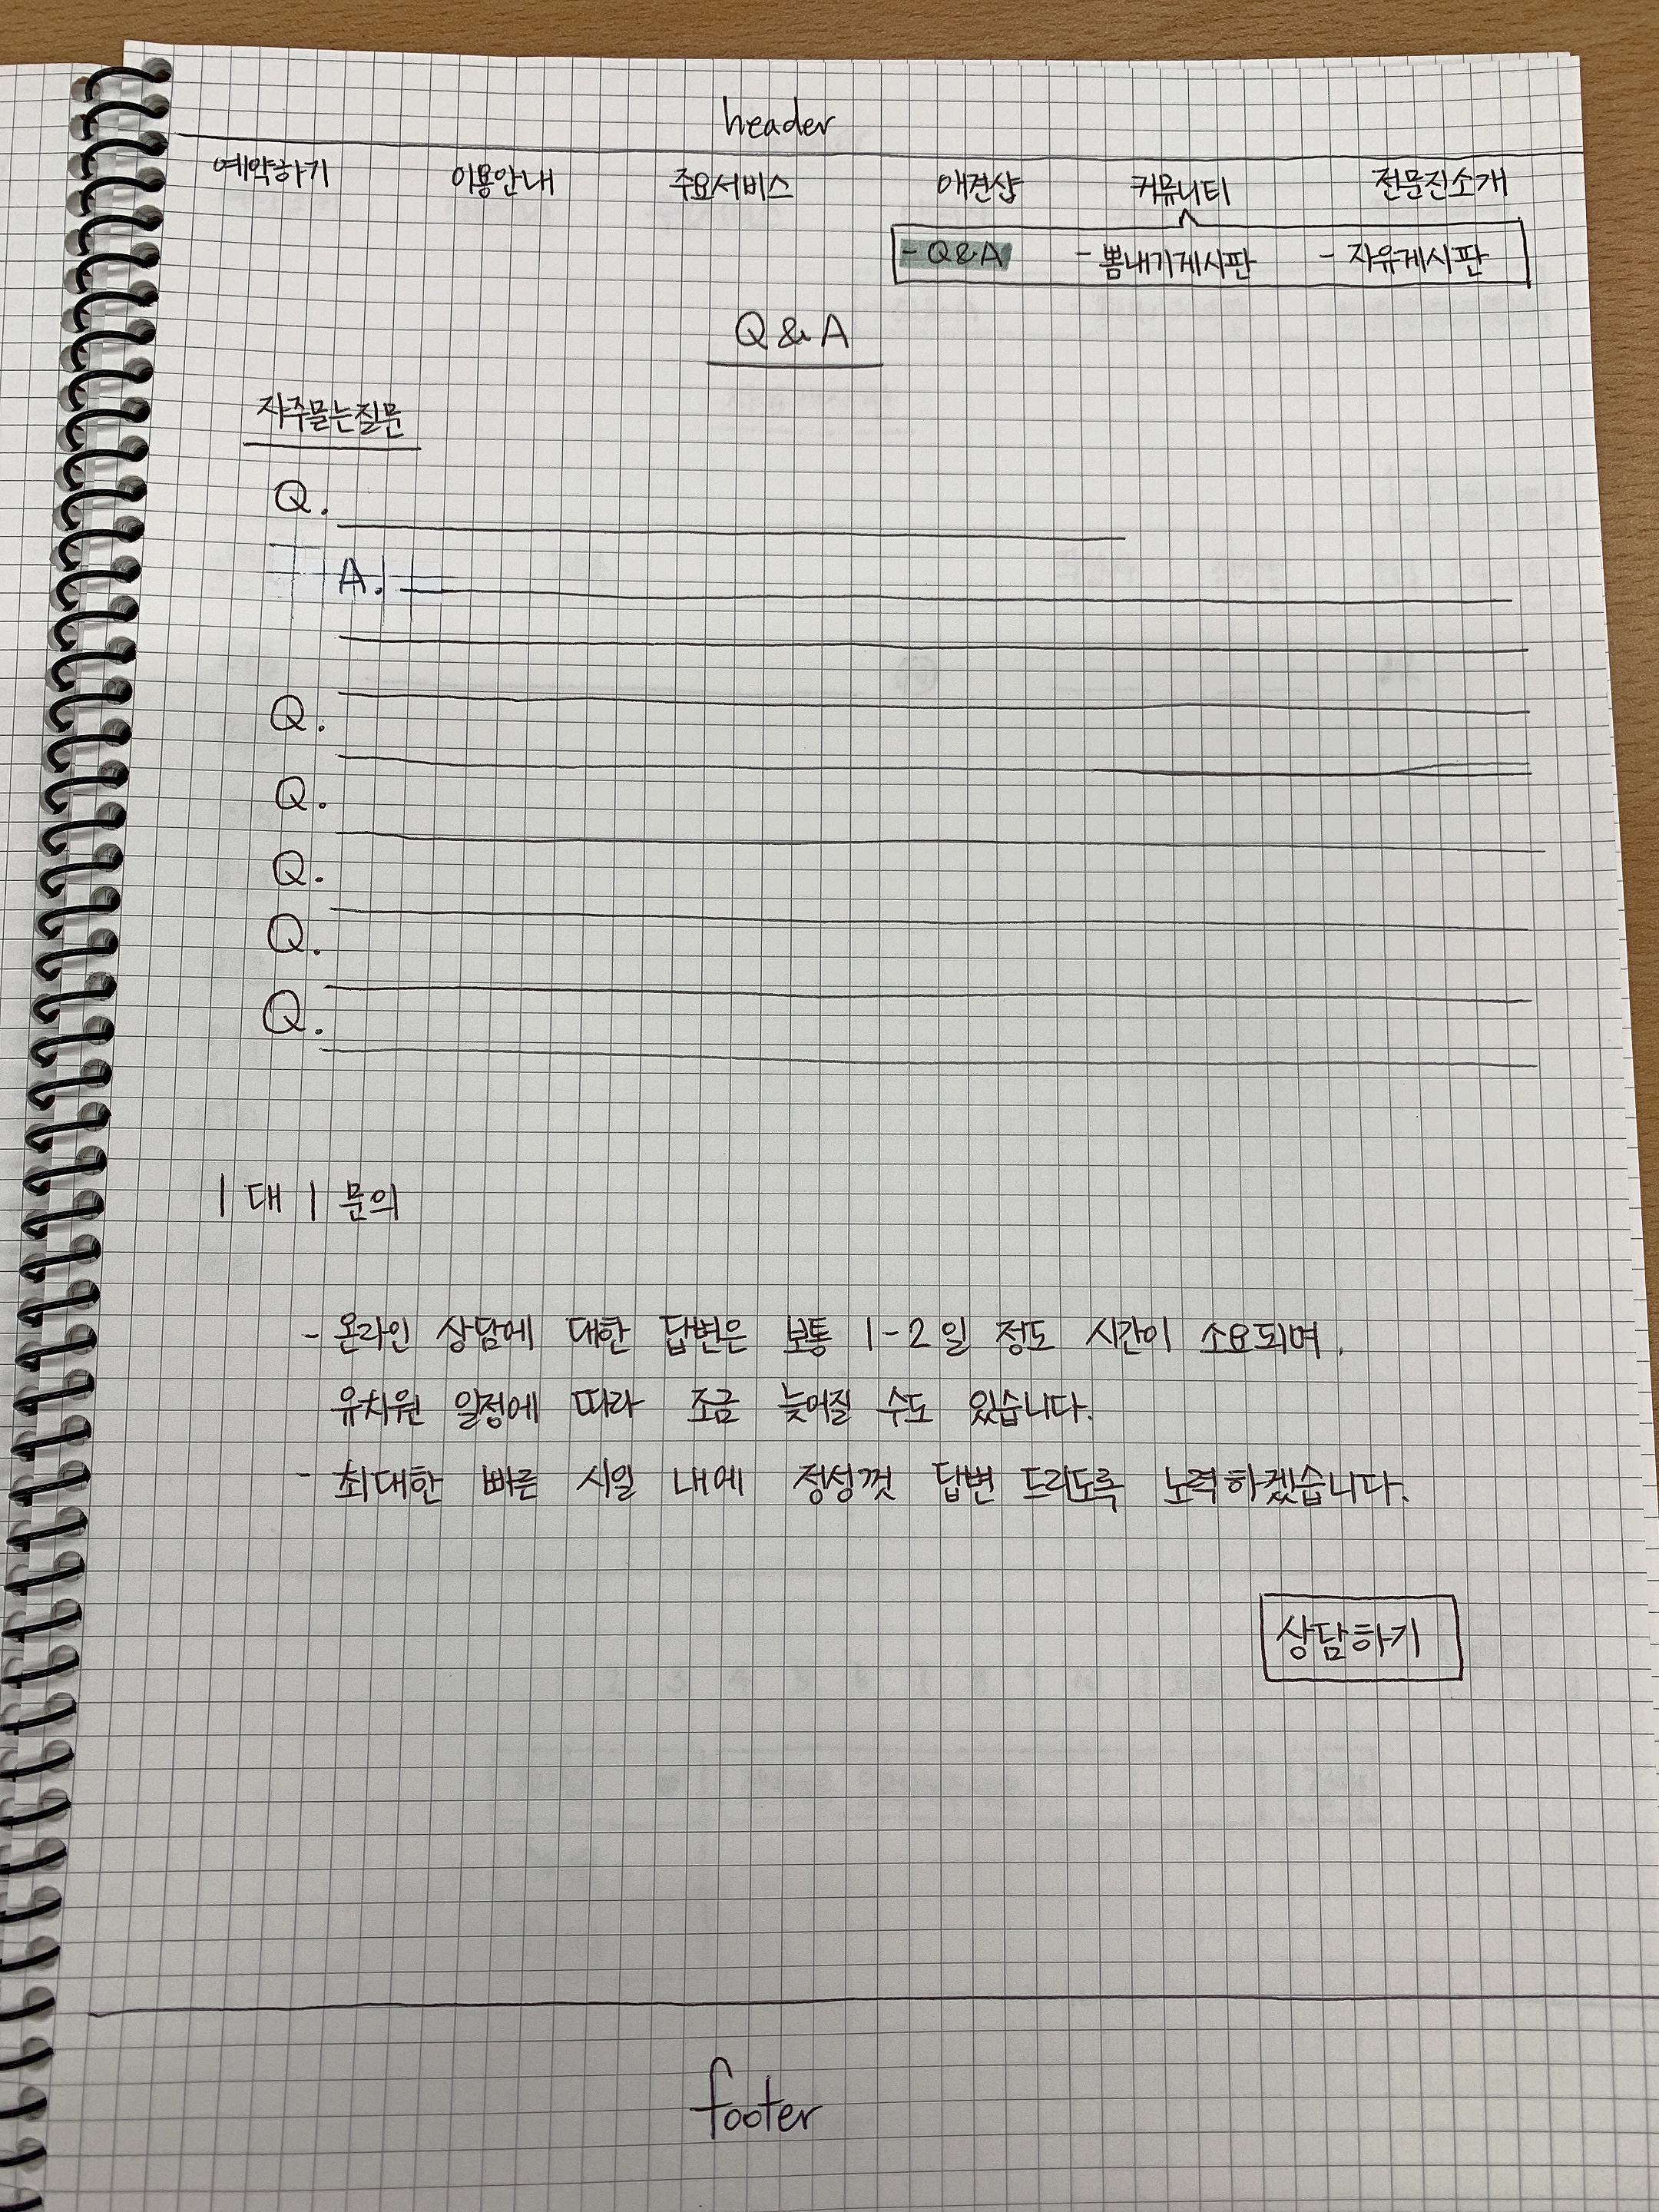 header
예약하기 이용안내 주요서비스 애견샵 커뮤니티 전문진소개
- Q&A - 뽐내기게시판 - 자유게시판
Q & A
자주묻는질문
Q.
A.
Q.
Q.
Q.
Q.
Q.
1 대 1 문의
- 온라인 상담에 대한 답변은 보통 1-2일 정도 시간이 소요되며,
유치원 일정에 따라 조금 늦어질 수도 있습니다.
- 최대한 빠른 시일 내에 정성껏 답변 드리도록 노력하겠습니다.
상담하기
footer